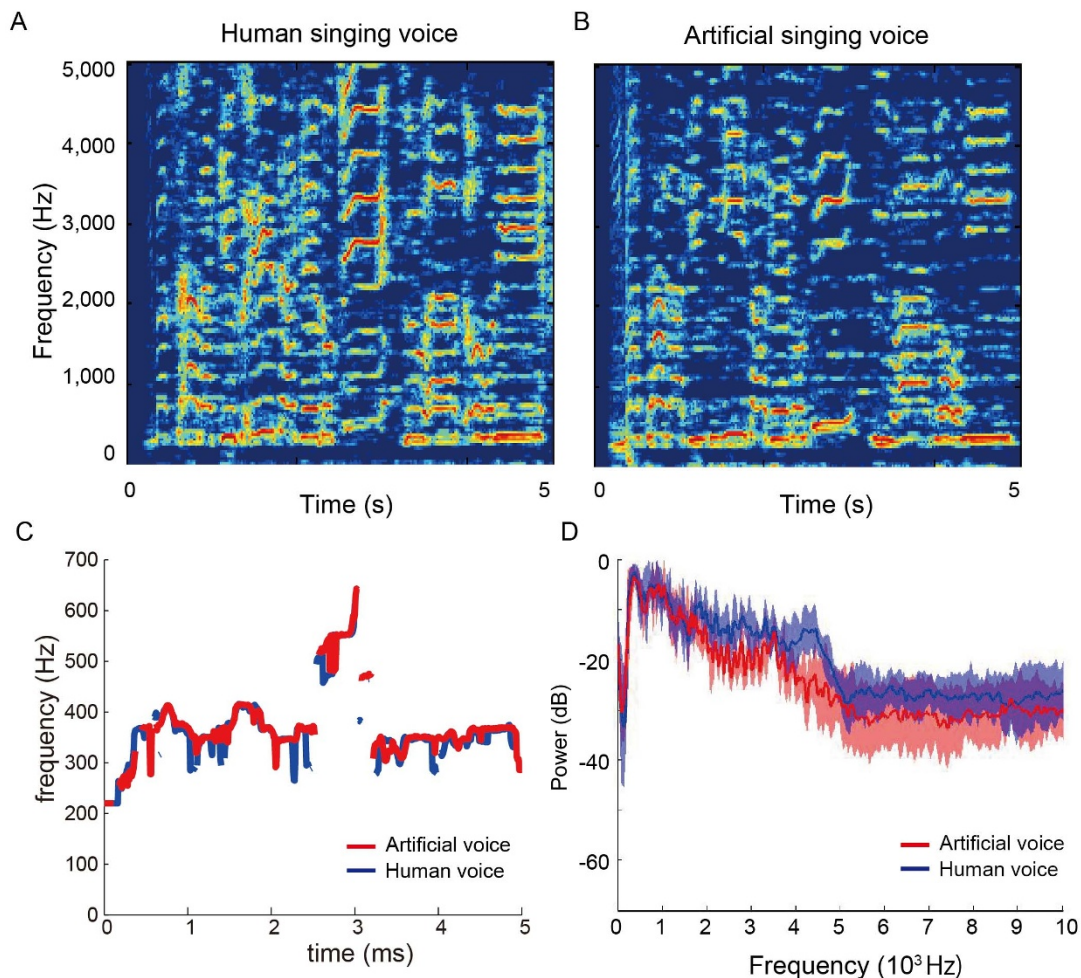 A
Human singing voice
5,000
4,000
3,000
2,000
1,000
0
Frequency (Hz)
0
5
Time (s)
B
Artificial singing voice
0
5
Time (s)
C
700
600
500
400
300
200
100
0
frequency (Hz)
Artificial voice
Human voice
0
1
2
3
4
5
time (ms)
D
0
-20
-40
-60
Power (dB)
Artificial voice
Human voice
0
1
2
3
4
5
6
7
8
9
10
Frequency (10³ Hz)